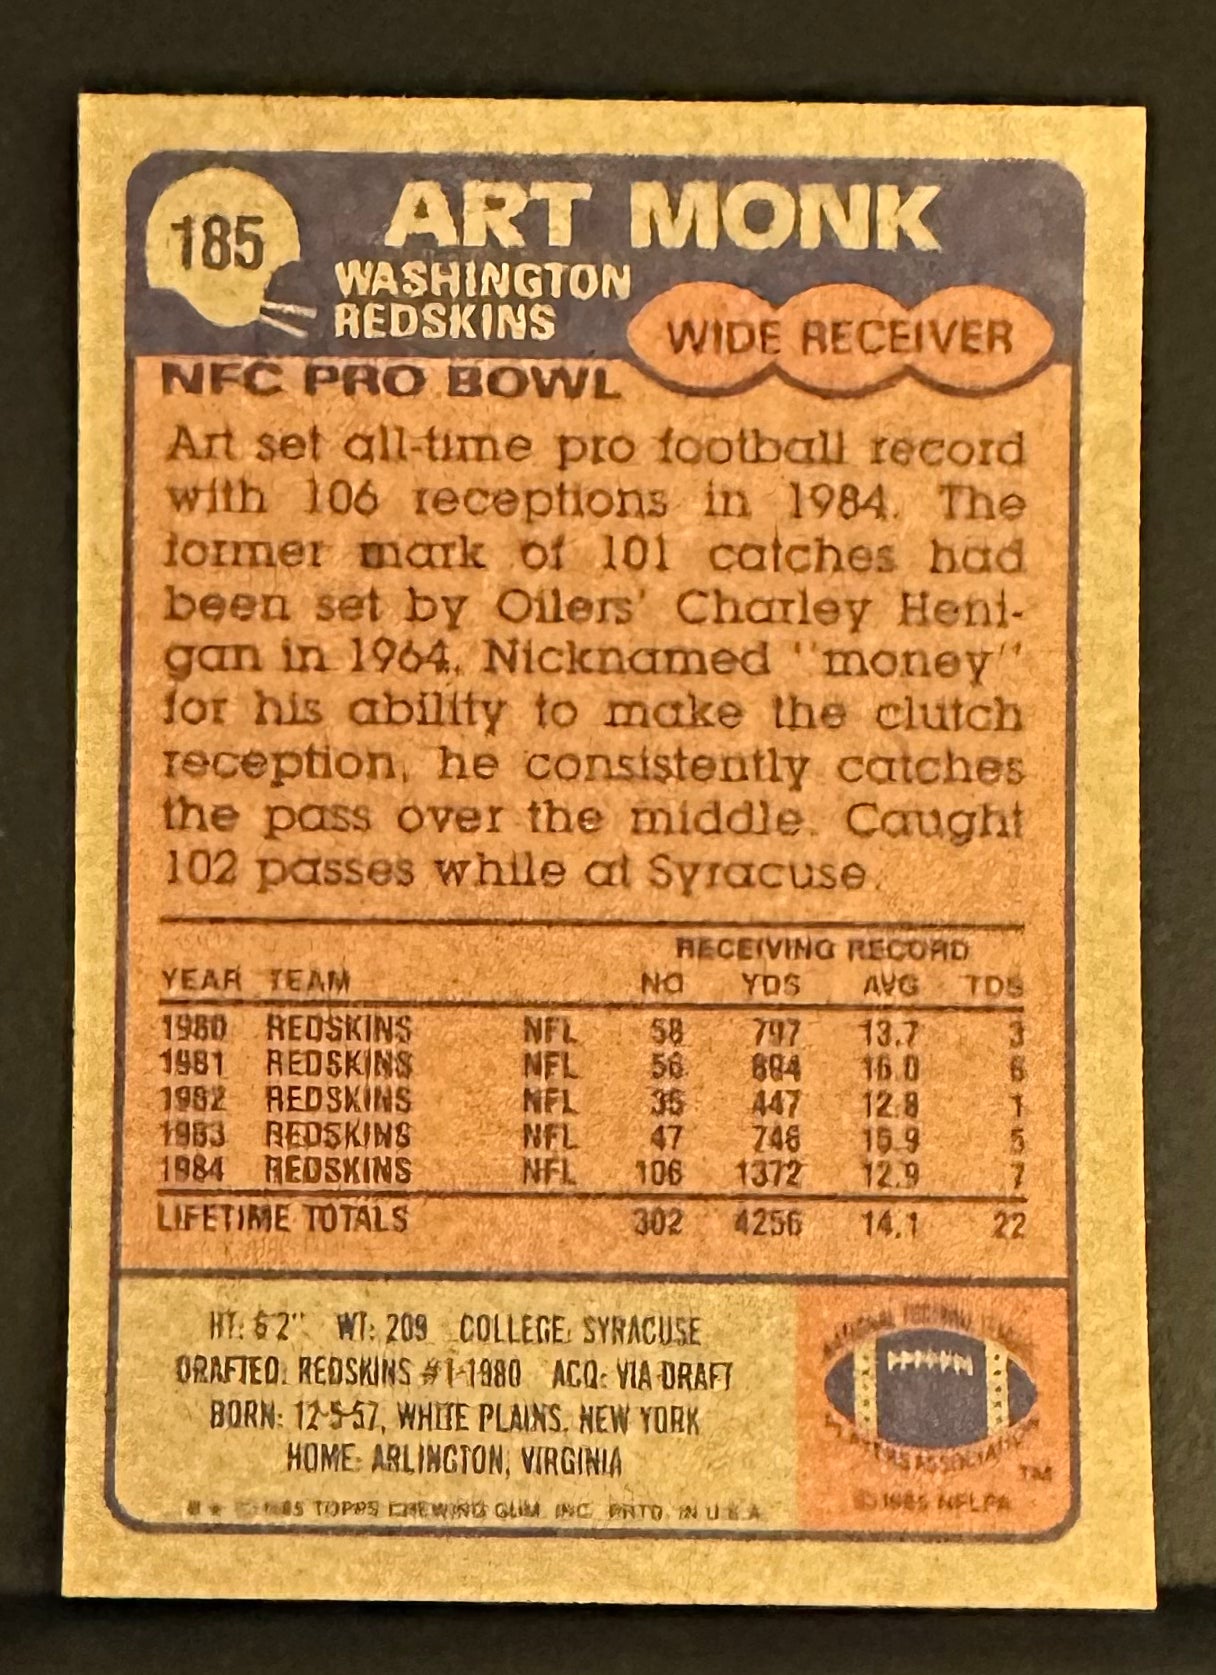 185
ART MONK
WASHINGTON
REDSKINS
WIDE RECEIVER
NFC PRO BOWL
Art set all-time pro football record
with 106 receptions in 1984. The
former mark of 101 catches had
been set by Oilers' Charley Heni-
gan in 1964. Nicknamed "money"
for his ability to make the clutch
reception, he consistently catches
the pass over the middle. Caught
102 passes while at Syracuse.
RECEIVING RECORD
YEAR TEAM NO YDS AVG TDS
1980 REDSKINS NFL 58 797 13.7 3
1981 REDSKINS NFL 56 894 16.0 6
1982 REDSKINS NFL 35 447 12.8 1
1983 REDSKINS NFL 47 746 15.9 5
1984 REDSKINS NFL 106 1372 12.9 7
LIFETIME TOTALS 302 4256 14.1 22
HT: 6'2" WT: 209 COLLEGE: SYRACUSE
DRAFTED: REDSKINS #1-1980 ACQ: VIA DRAFT
BORN: 12-5-57, WHITE PLAINS, NEW YORK
HOME: ARLINGTON, VIRGINIA
TOPPS CHEWING GUM, INC. PRTD. IN U.S.A.
NATIONAL FOOTBALL LEAGUE
PLAYERS ASSOCIATION
TM
© 1985 NFLPA